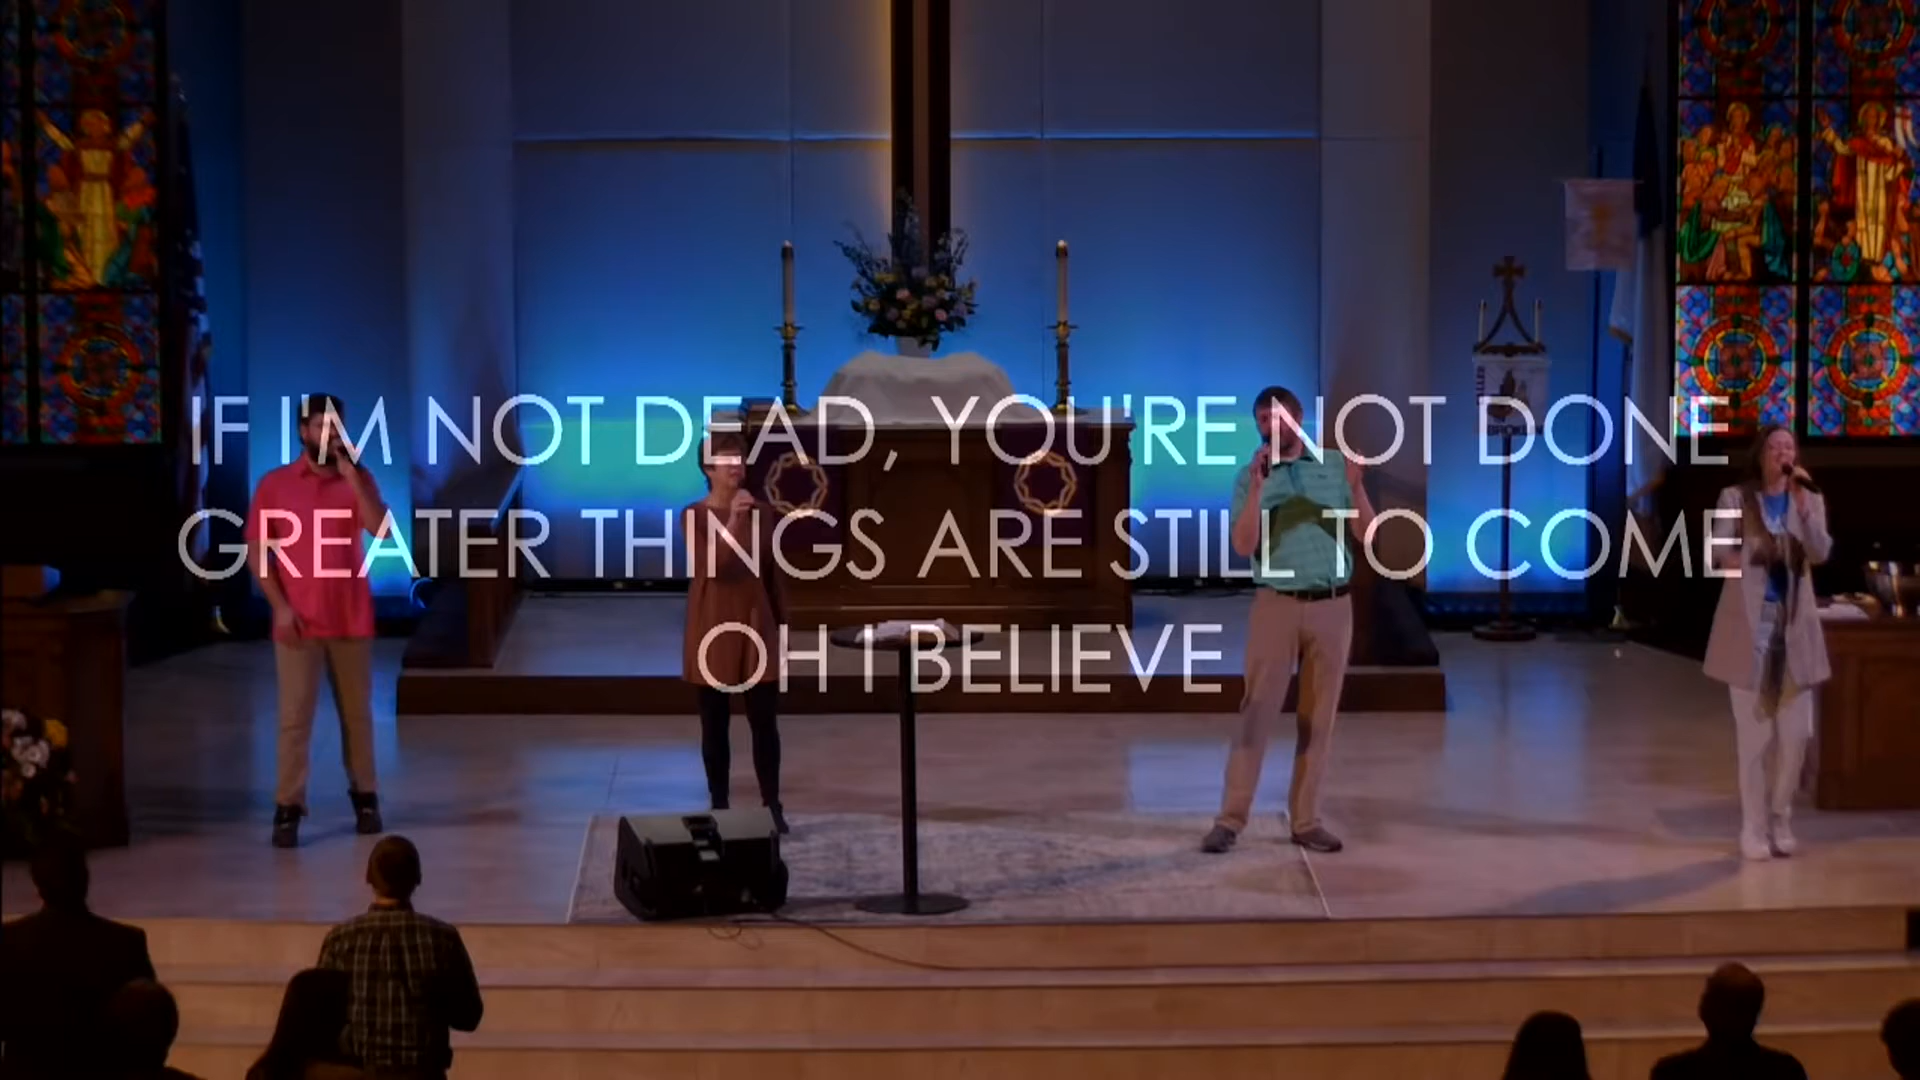 IF I'M NOT DEAD, YOU'RE NOT DONE
GREATER THINGS ARE STILL TO COME
OH I BELIEVE